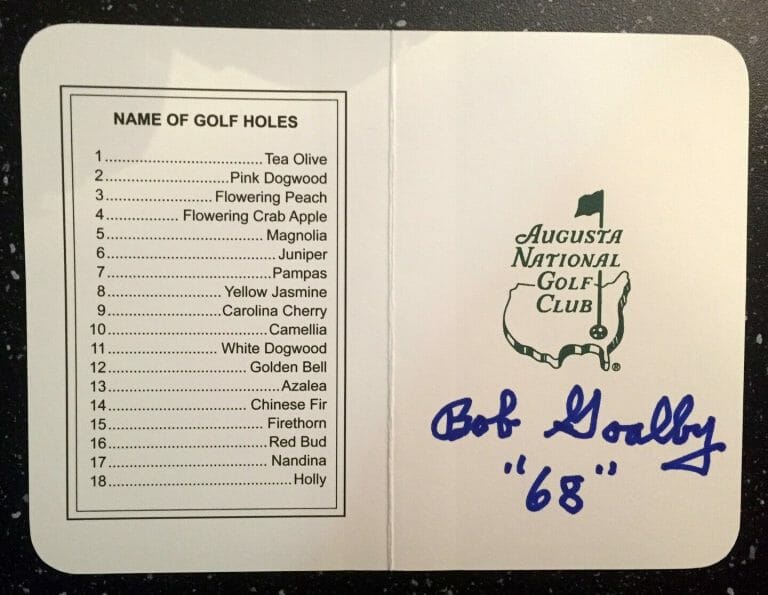 NAME OF GOLF HOLES
1..............................Tea Olive
2.......................Pink Dogwood
3....................Flowering Peach
4............. Flowering Crab Apple
5............................... Magnolia
6.................................Juniper
7................................Pampas
8...................... Yellow Jasmine
9......................Carolina Cherry
10...............................Camellia
11..................... White Dogwood
12........................... Golden Bell
13.................................Azalea
14.......................... Chinese Fir
15.............................. Firethorn
16.............................. Red Bud
17.............................. Nandina
18...................................Holly
AUGUSTA
NATIONAL
GOLF
CLUB
®
Bob Goalby
"68"